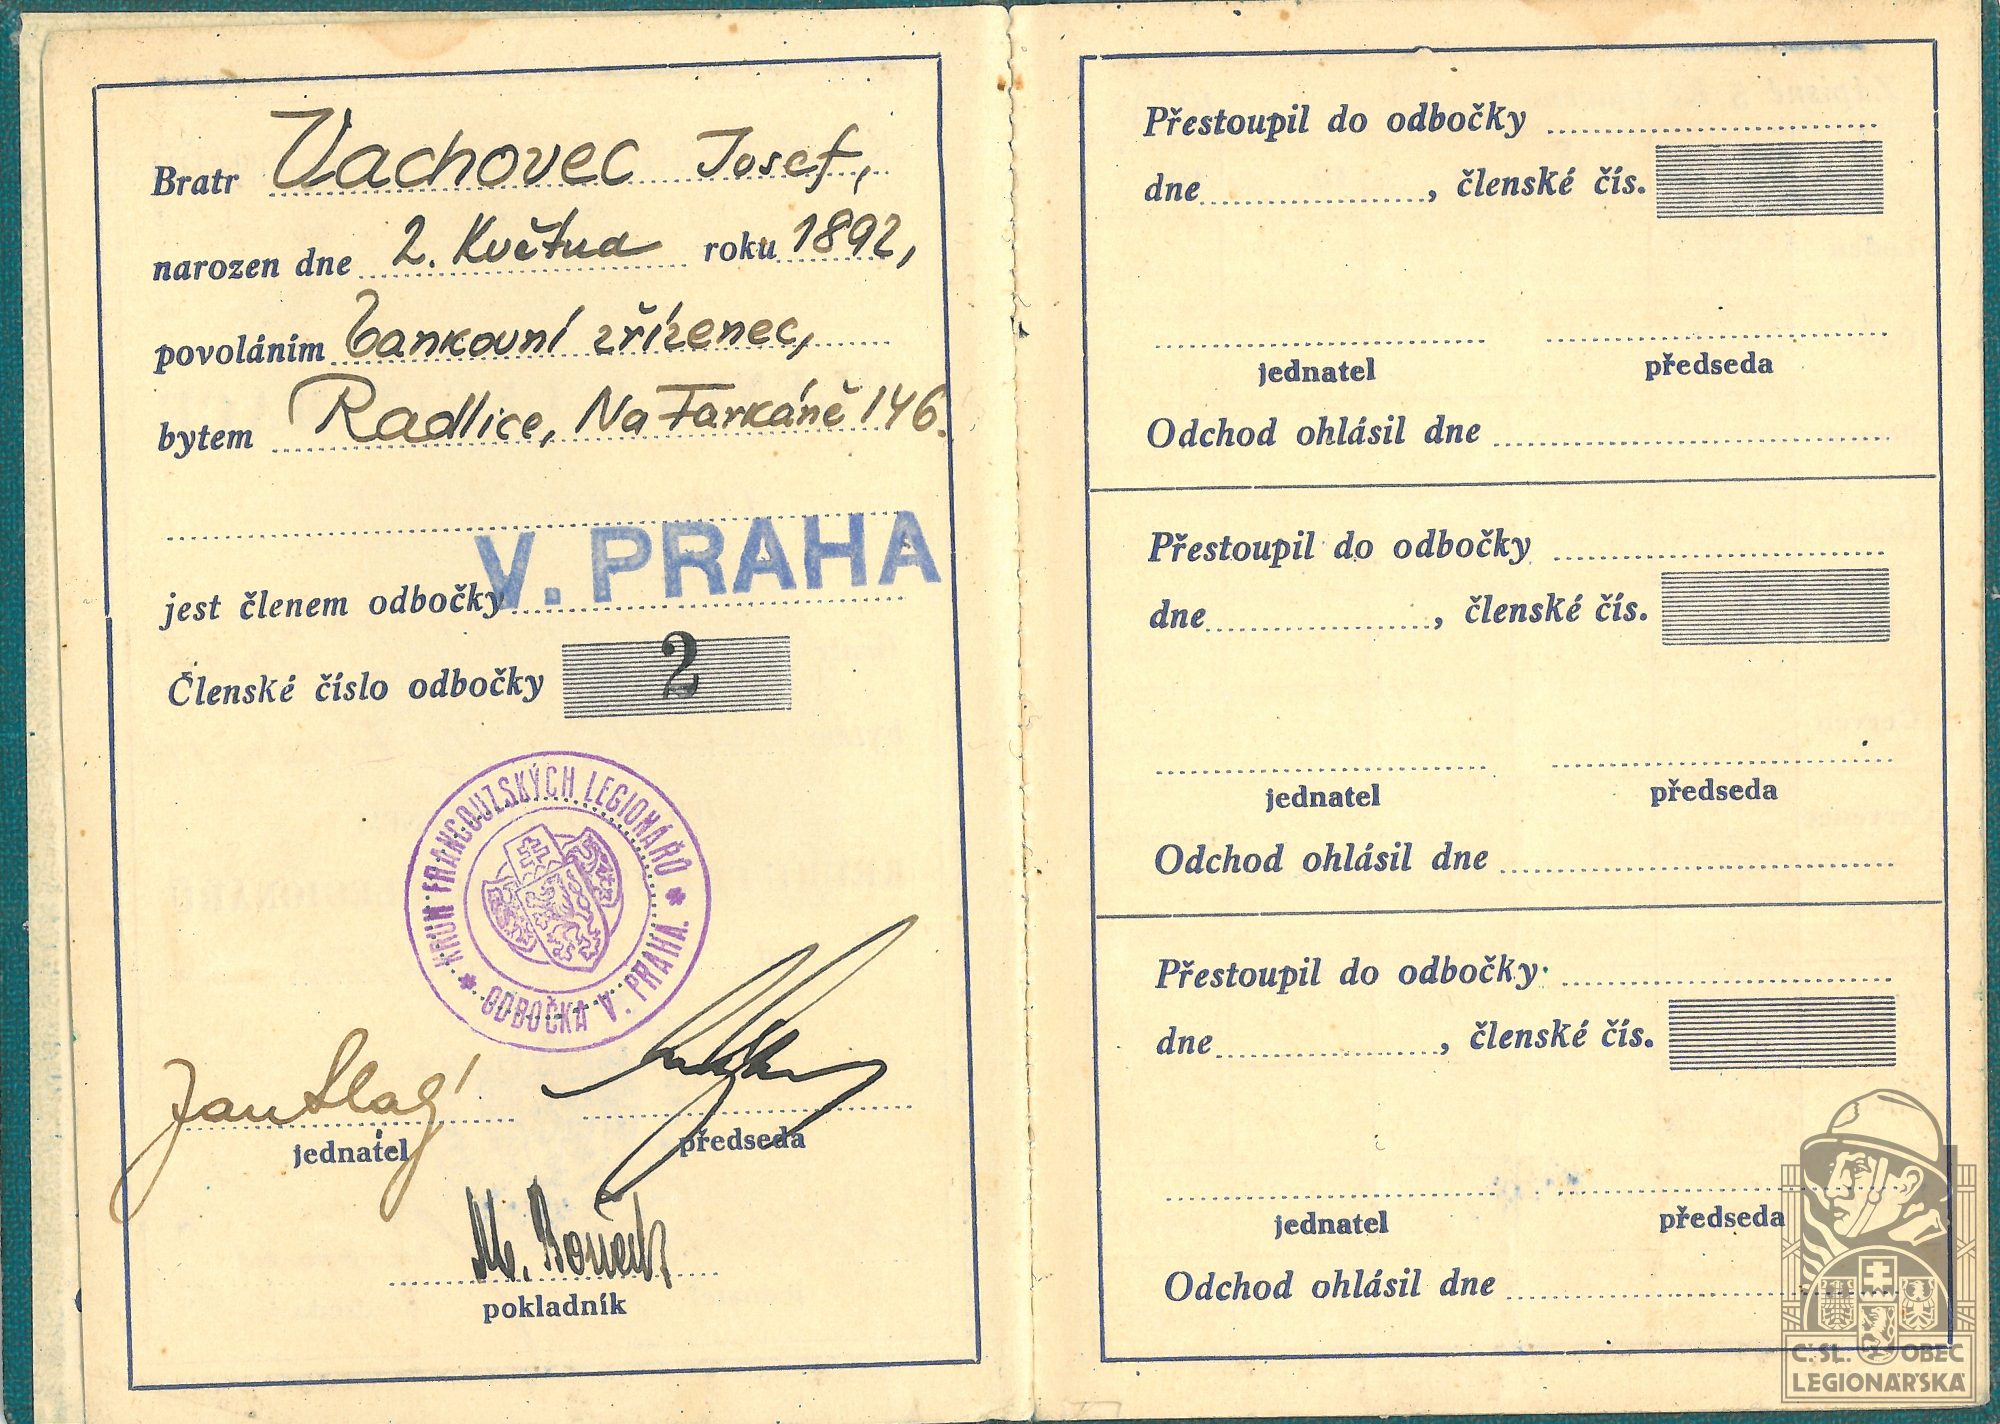 Bratr Vachovec Josef,
narozen dne 2. Května roku 1892,
povoláním bankovní zřízenec,
bytem Radlice, Na Farkáně 146.
V. PRAHA
jest členem odbočky
Členské číslo odbočky 2
KRUH FRANCOUZSKÝCH LEGIONÁŘŮ
ODBOČKA V. PRAHA.
Jan
jednatel
předseda
M.
pokladník
Přestoupil do odbočky
dne , členské čís.
jednatel předseda
Odchod ohlásil dne
Přestoupil do odbočky
dne , členské čís.
jednatel předseda
Odchod ohlásil dne
Přestoupil do odbočky
dne , členské čís.
jednatel předseda
Odchod ohlásil dne
Č.SL. OBEC
LEGIONÁŘSKÁ